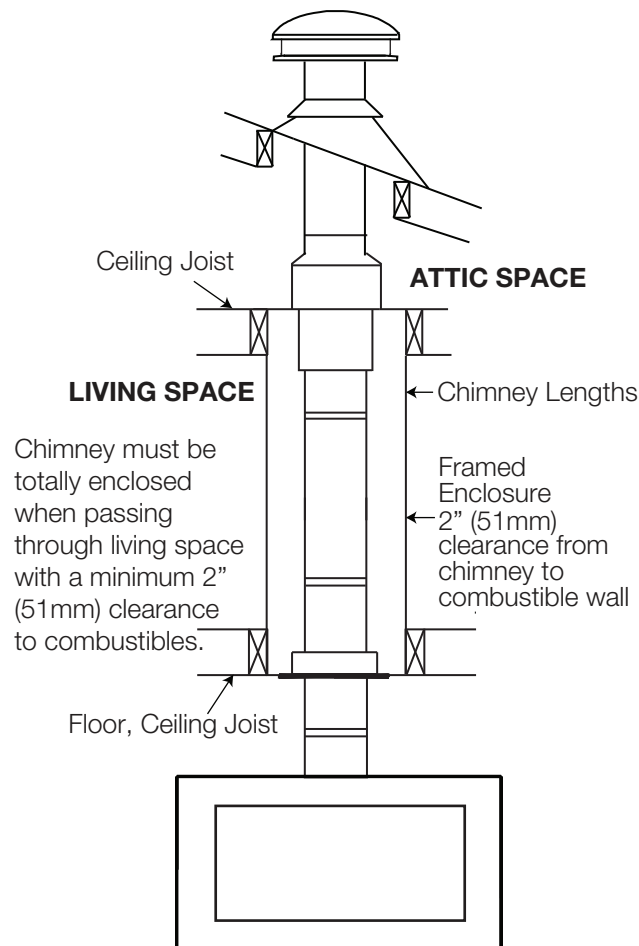 Ceiling Joist
ATTIC SPACE
LIVING SPACE
Chimney Lengths
Chimney must be
totally enclosed
when passing
through living space
with a minimum 2”
(51mm) clearance
to combustibles.
Framed
Enclosure
2” (51mm)
clearance from
chimney to
combustible wall
Floor, Ceiling Joist